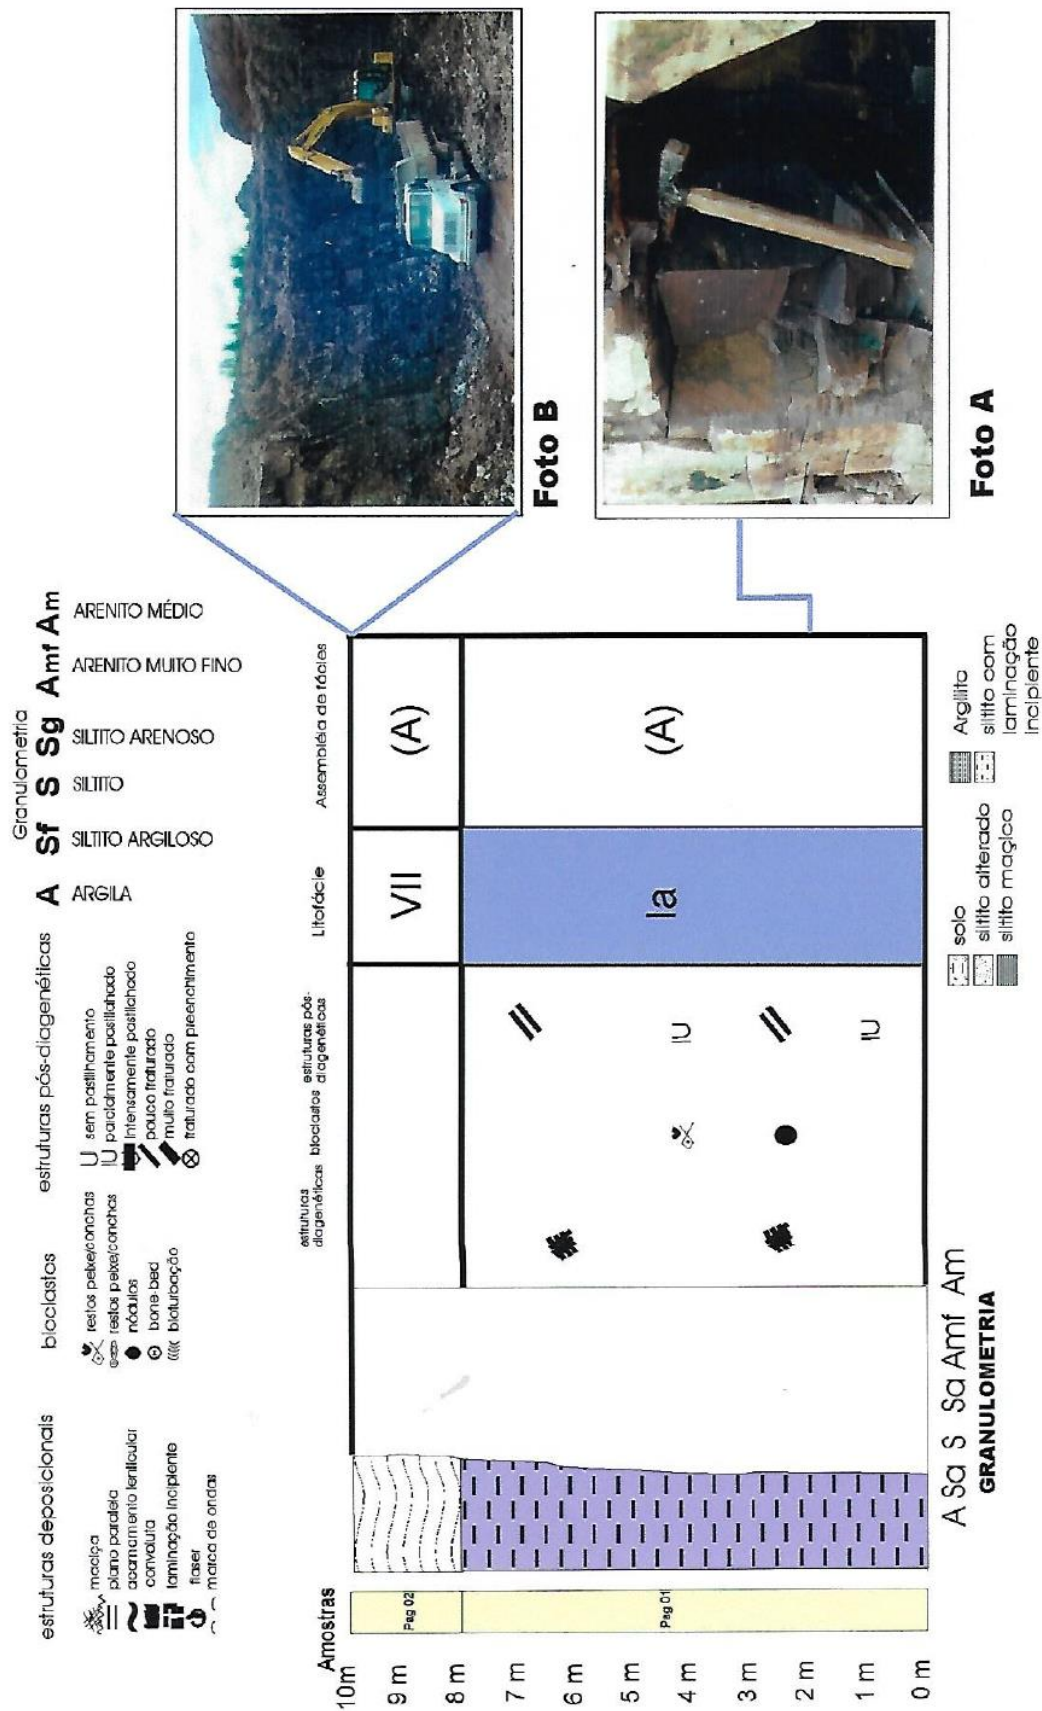 Granulometria
A Sf S Sg Amf Am
ARGILA
SILTITO ARGILOSO
SILTITO
SILTITO ARENOSO
ARENITO MUITO FINO
ARENITO MÉDIO
estruturas deposicionais
maciça
plano paralela
acamamento lenticular
convoluta
laminação incipiente
flaser
marca de ondas
bioclastos
restos peixe/conchas
restos peixe/conchas
nódulos
bone-bed
bioturbação
estruturas pós-diagenéticas
sem pastilhamento
parcialmente pastilhado
Intensamente pastilhado
pouco fraturado
muito fraturado
fraturado com preenchimento
Amostras
estruturas
diagenéticas
bioclastos
estruturas pós-
diagenéticas
Litofácie
Assembléia de fácies
10m
9 m
8 m
7 m
6 m
5 m
4 m
3 m
2 m
1 m
0 m
Pag 02
Pag 01
VII
(A)
Ia
(A)
IU
IU
A Sa S Sa Amf Am
GRANULOMETRIA
solo
siltito alterado
siltito maçico
Argilito
siltito com
laminação
incipiente
Foto B
Foto A